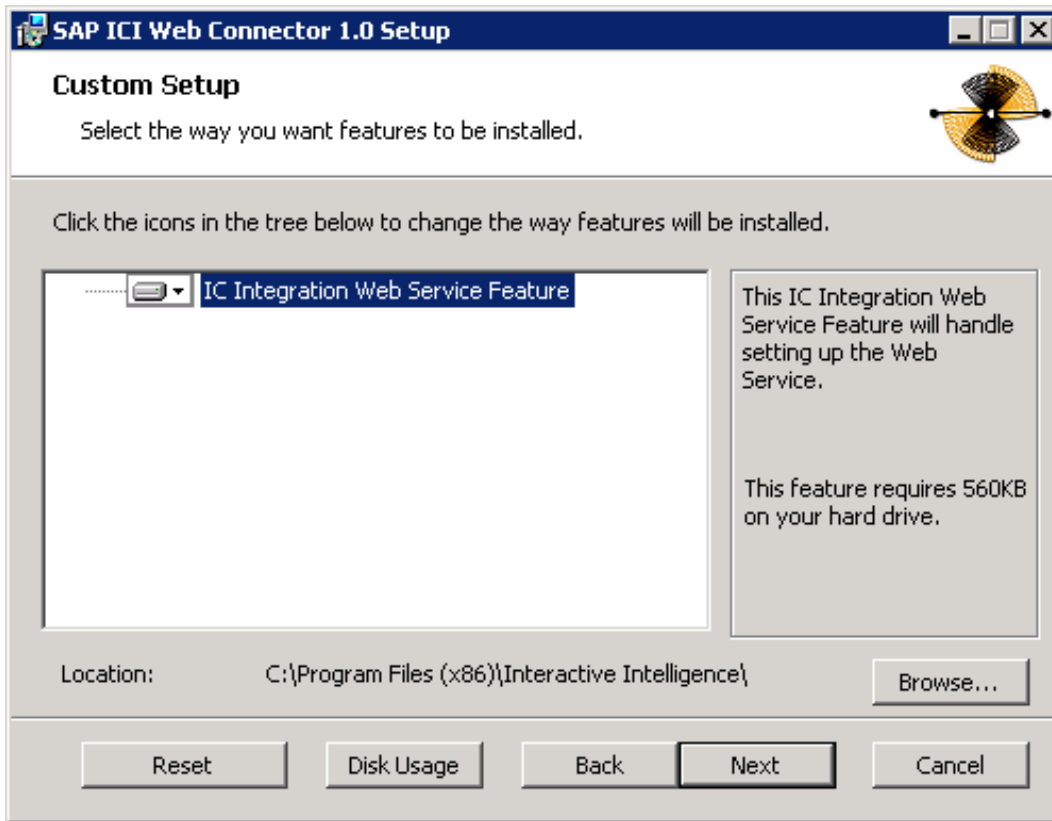 SAP ICI Web Connector 1.0 Setup
Custom Setup
Select the way you want features to be installed.
Click the icons in the tree below to change the way features will be installed.
IC Integration Web Service Feature
This IC Integration Web
Service Feature will handle
setting up the Web
Service.
This feature requires 560KB
on your hard drive.
Location: C:\Program Files (x86)\Interactive Intelligence\
Browse...
Reset Disk Usage Back Next Cancel